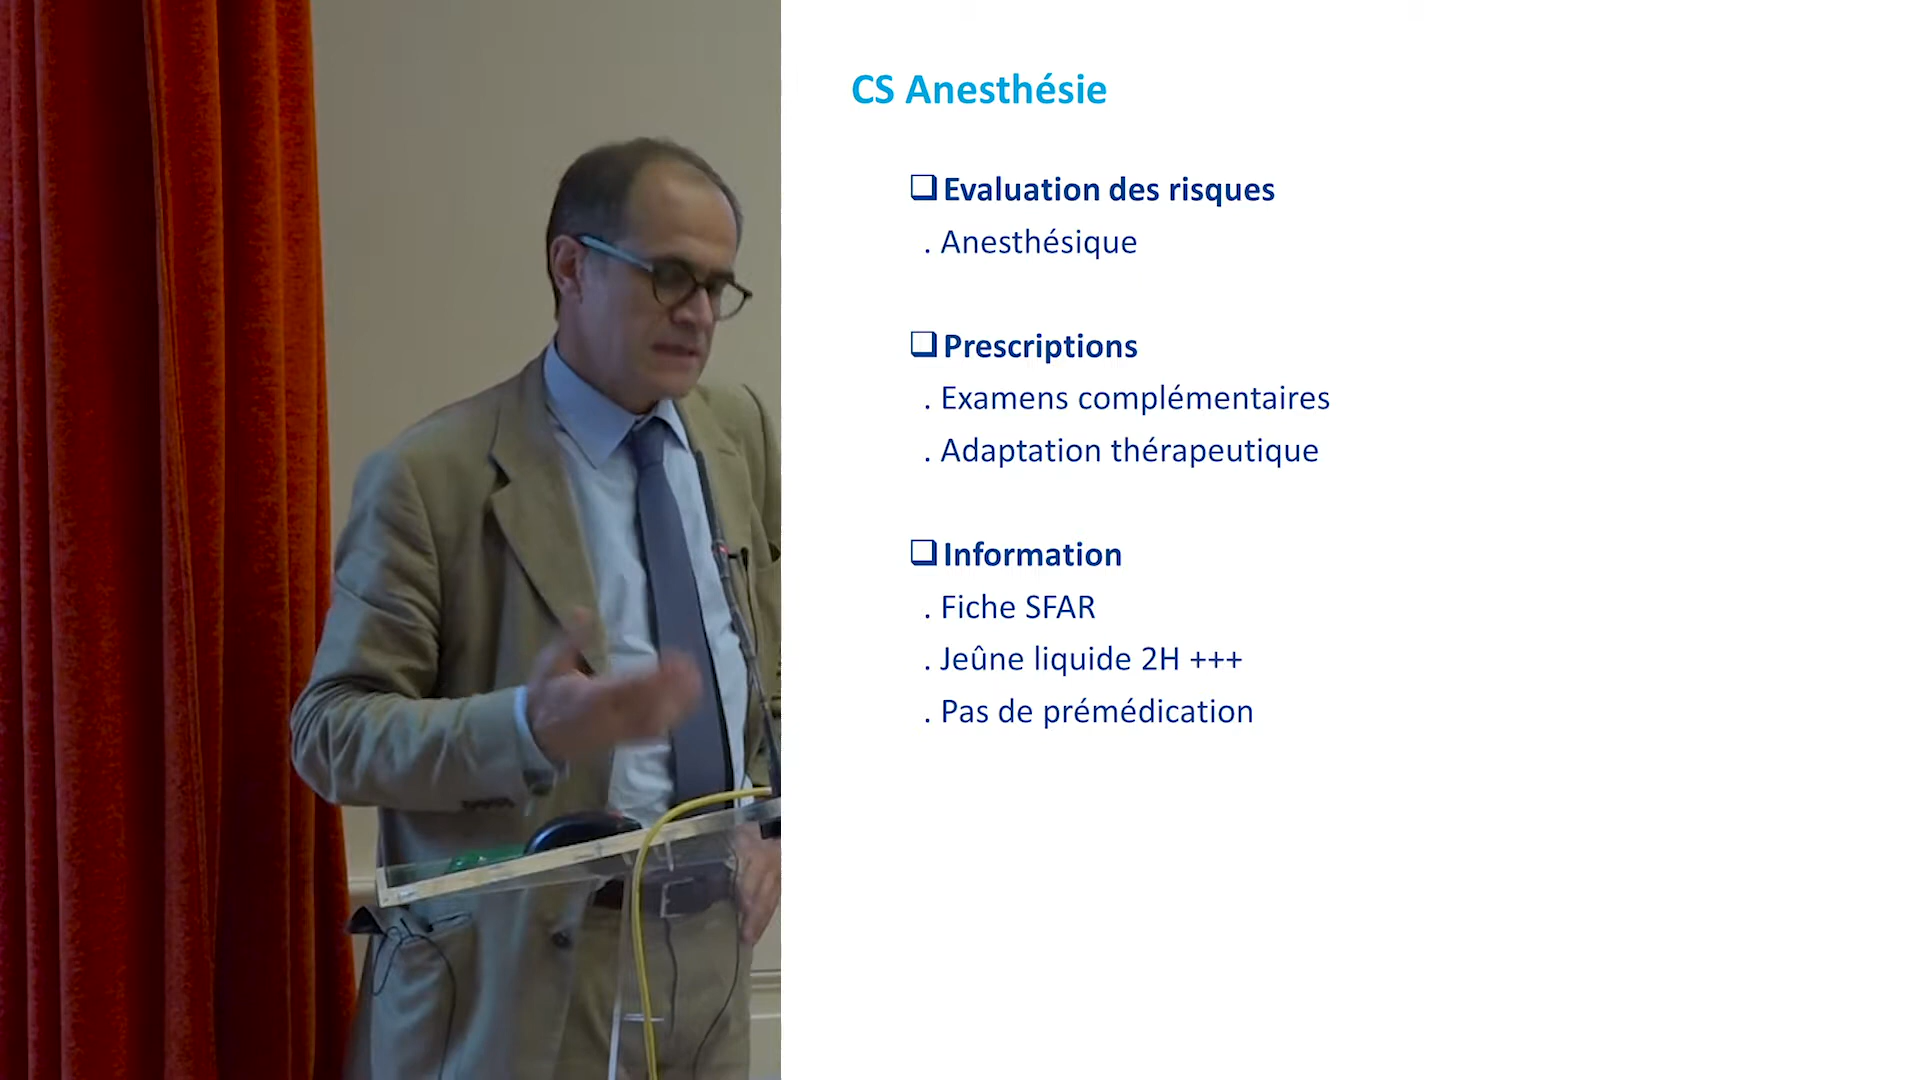 CS Anesthésie
❑ Evaluation des risques
. Anesthésique
❑ Prescriptions
. Examens complémentaires
. Adaptation thérapeutique
❑ Information
. Fiche SFAR
. Jeûne liquide 2H +++
. Pas de prémédication